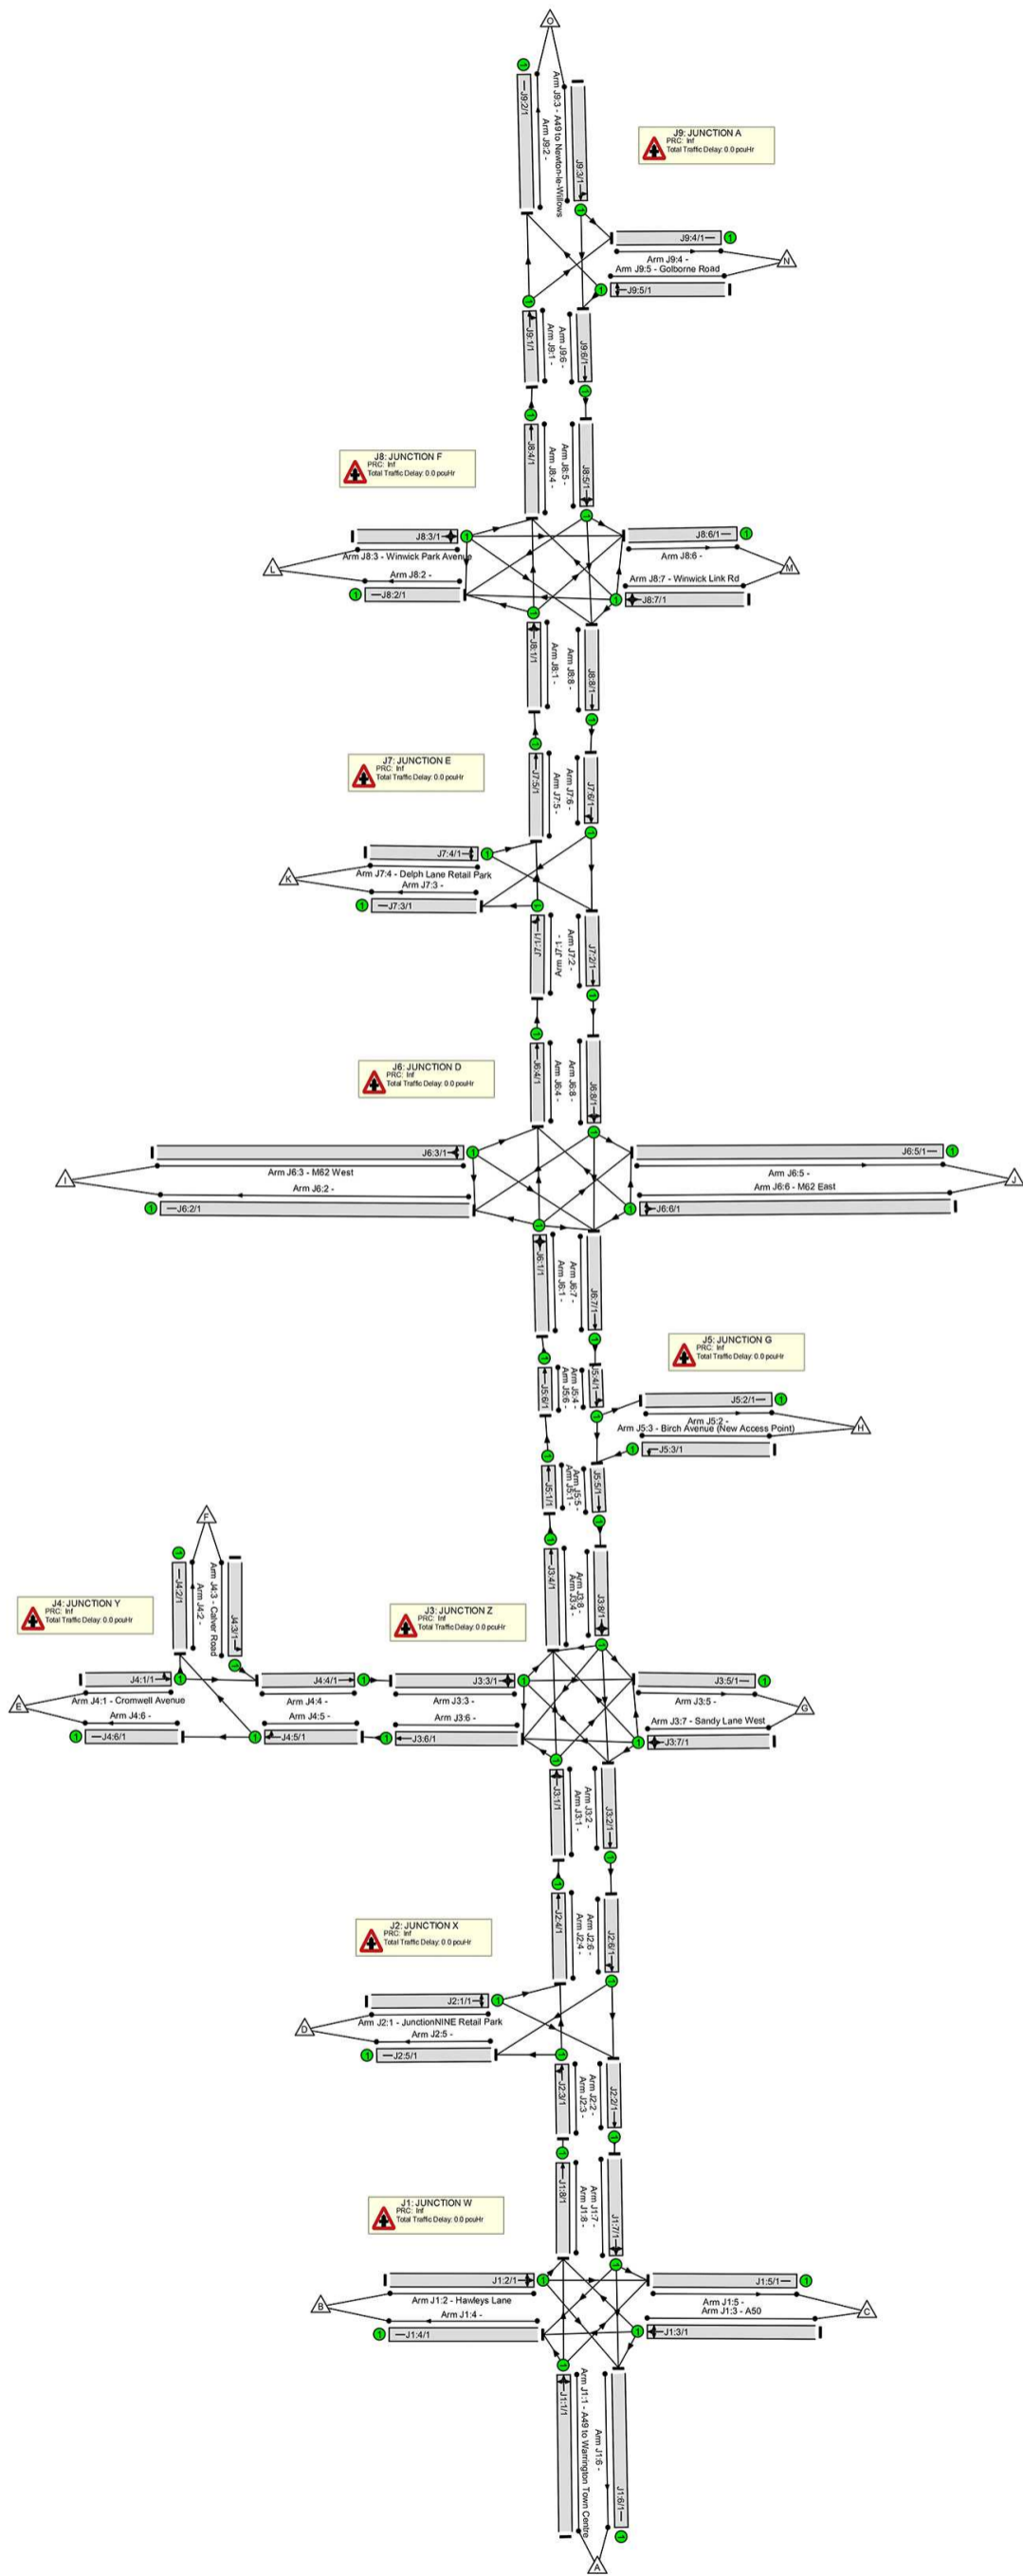 O
J9:2/1
Arm J9:2 -
Arm J9:3 - A49 to Newton-le-Willows
J9:3/1
J9: JUNCTION A
PRC: Inf
Total Traffic Delay: 0.0 pcuHr
J9:4/1
Arm J9:4 -
Arm J9:5 - Golborne Road
J9:5/1
N
J9:1/1
Arm J9:1 -
Arm J9:6 -
J9:6/1
J8: JUNCTION F
PRC: Inf
Total Traffic Delay: 0.0 pcuHr
J8:4/1
Arm J8:4 -
Arm J8:5 -
J8:5/1
J8:3/1
Arm J8:3 - Winwick Park Avenue
Arm J8:2 -
J8:2/1
L
J8:6/1
Arm J8:6 -
Arm J8:7 - Winwick Link Rd
J8:7/1
M
J8:1/1
Arm J8:1 -
Arm J8:8 -
J8:8/1
J7: JUNCTION E
PRC: Inf
Total Traffic Delay: 0.0 pcuHr
J7:5/1
Arm J7:5 -
Arm J7:6 -
J7:6/1
J7:4/1
Arm J7:4 - Delph Lane Retail Park
Arm J7:3 -
J7:3/1
K
J7:1/1
Arm J7:1 -
Arm J7:2 -
J7:2/1
J6: JUNCTION D
PRC: Inf
Total Traffic Delay: 0.0 pcuHr
J6:4/1
Arm J6:4 -
Arm J6:8 -
J6:8/1
J6:3/1
Arm J6:3 - M62 West
Arm J6:2 -
J6:2/1
I
J6:5/1
Arm J6:5 -
Arm J6:6 - M62 East
J6:6/1
J
J6:1/1
Arm J6:1 -
Arm J6:7 -
J6:7/1
J5: JUNCTION G
PRC: Inf
Total Traffic Delay: 0.0 pcuHr
J5:6/1
Arm J5:6 -
Arm J5:4 -
J5:4/1
J5:2/1
Arm J5:2 -
Arm J5:3 - Birch Avenue (New Access Point)
J5:3/1
H
J5:1/1
Arm J5:1 -
Arm J5:5 -
J5:5/1
F
J4:2/1
Arm J4:2 -
Arm J4:3 - Calver Road
J4:3/1
J4: JUNCTION Y
PRC: Inf
Total Traffic Delay: 0.0 pcuHr
J3: JUNCTION Z
PRC: Inf
Total Traffic Delay: 0.0 pcuHr
J3:4/1
Arm J3:4 -
Arm J3:8 -
J3:8/1
J4:1/1
Arm J4:1 - Cromwell Avenue
Arm J4:6 -
J4:6/1
E
J4:4/1
Arm J4:4 -
Arm J4:5 -
J4:5/1
J3:3/1
Arm J3:3 -
Arm J3:6 -
J3:6/1
J3:5/1
Arm J3:5 -
Arm J3:7 - Sandy Lane West
J3:7/1
G
J3:1/1
Arm J3:1 -
Arm J3:2 -
J3:2/1
J2: JUNCTION X
PRC: Inf
Total Traffic Delay: 0.0 pcuHr
J2:4/1
Arm J2:4 -
Arm J2:6 -
J2:6/1
J2:1/1
Arm J2:1 - JunctionNINE Retail Park
Arm J2:5 -
J2:5/1
D
J2:3/1
Arm J2:3 -
Arm J2:2 -
J2:2/1
J1: JUNCTION W
PRC: Inf
Total Traffic Delay: 0.0 pcuHr
J1:8/1
Arm J1:8 -
Arm J1:7 -
J1:7/1
J1:2/1
Arm J1:2 - Hawleys Lane
Arm J1:4 -
J1:4/1
B
J1:5/1
Arm J1:5 -
Arm J1:3 - A50
J1:3/1
C
J1:1/1
Arm J1:1 - A49 to Warrington Town Centre
Arm J1:6 -
J1:6/1
A